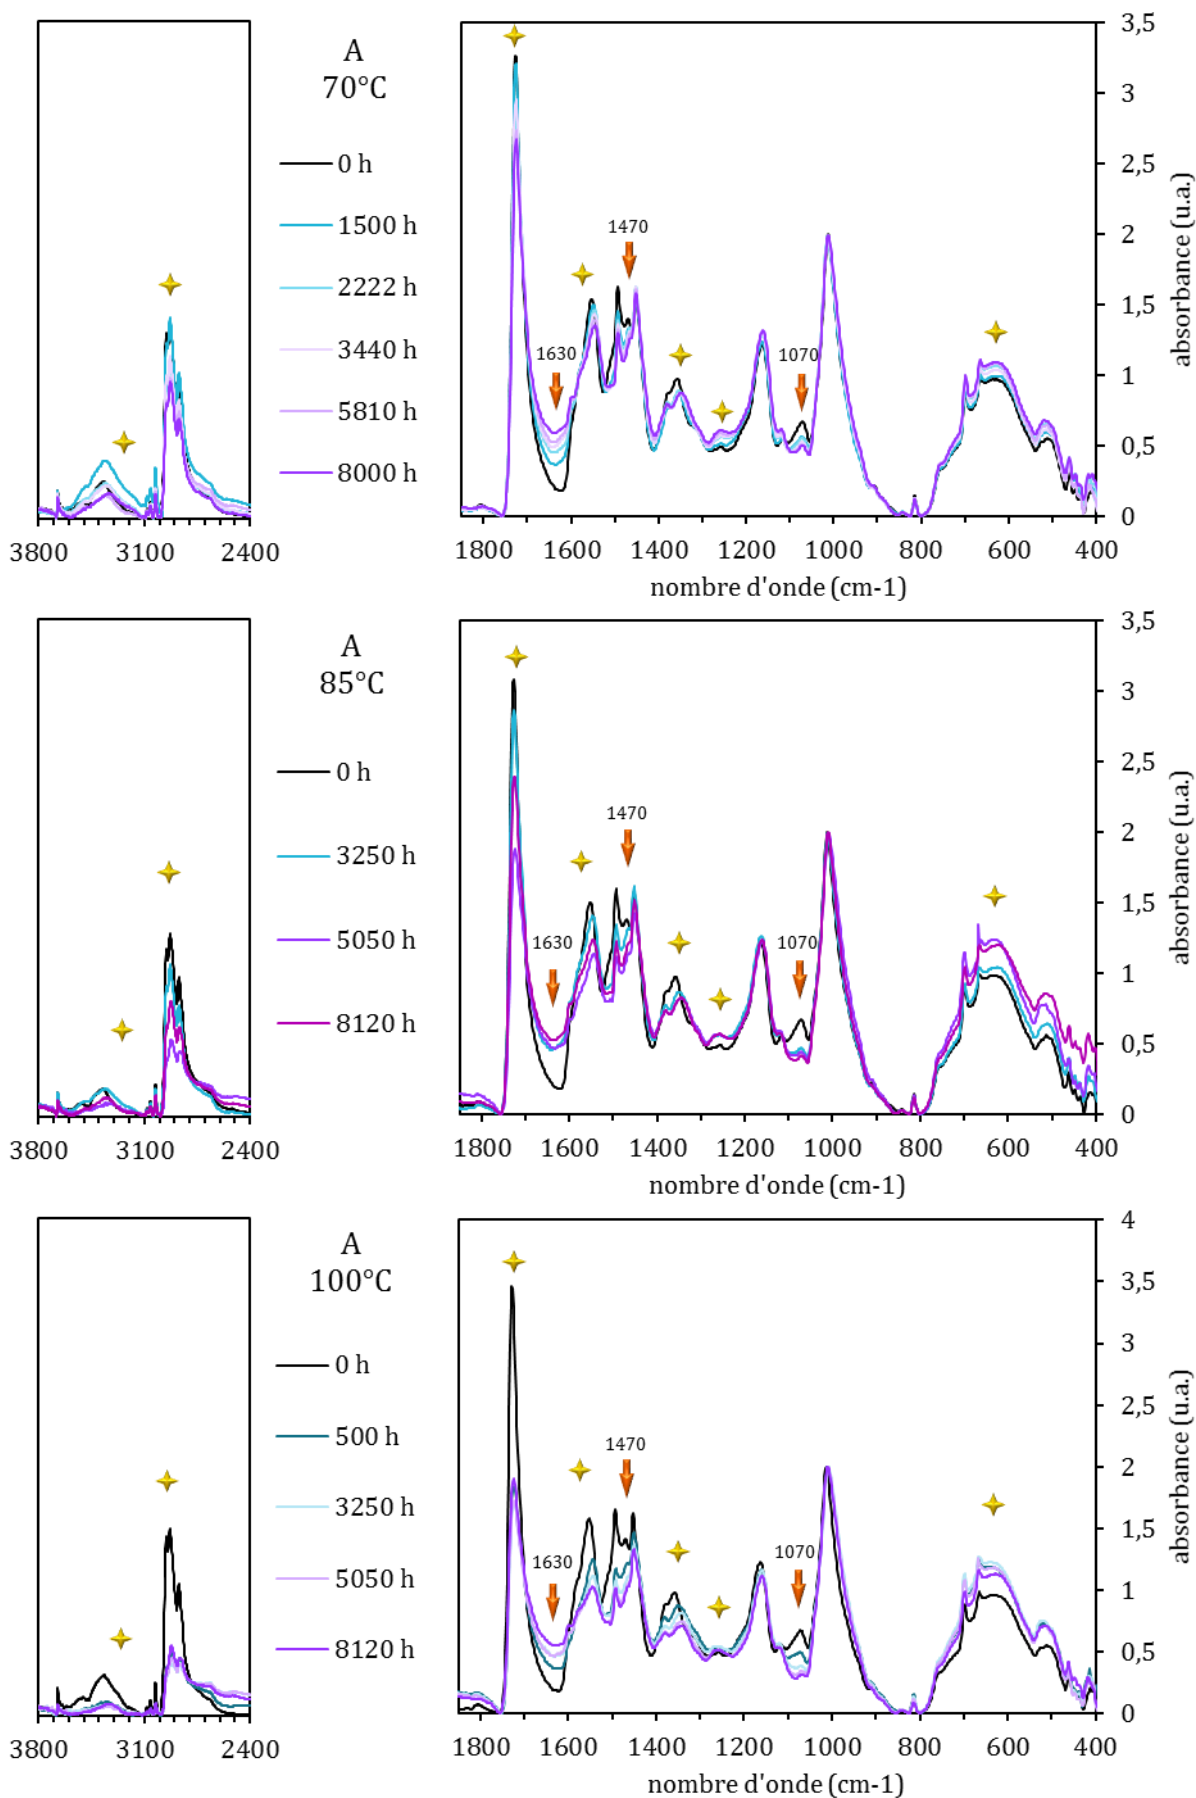 A
70°C
0 h
1500 h
2222 h
3440 h
5810 h
8000 h
3800 3100 2400
1630
1470
1070
3,5
3
2,5
2
1,5
1
0,5
0
absorbance (u.a.)
1800 1600 1400 1200 1000 800 600 400
nombre d'onde (cm-1)
A
85°C
0 h
3250 h
5050 h
8120 h
3800 3100 2400
1630
1470
1070
3,5
3
2,5
2
1,5
1
0,5
0
absorbance (u.a.)
1800 1600 1400 1200 1000 800 600 400
nombre d'onde (cm-1)
A
100°C
0 h
500 h
3250 h
5050 h
8120 h
3800 3100 2400
1630
1470
1070
4
3,5
3
2,5
2
1,5
1
0,5
0
absorbance (u.a.)
1800 1600 1400 1200 1000 800 600 400
nombre d'onde (cm-1)